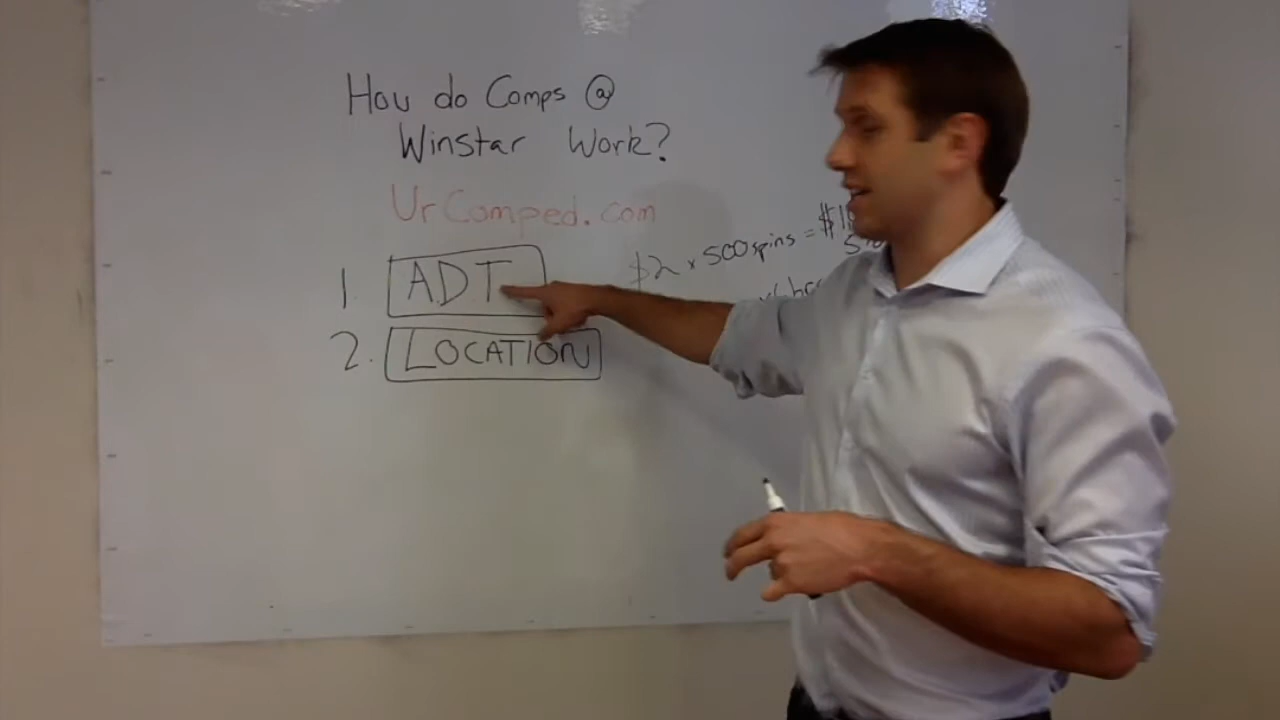 How do Comps @
Winstar Work?
UrComped.com
1. ADT
2. LOCATION
$2 x 500 spins =